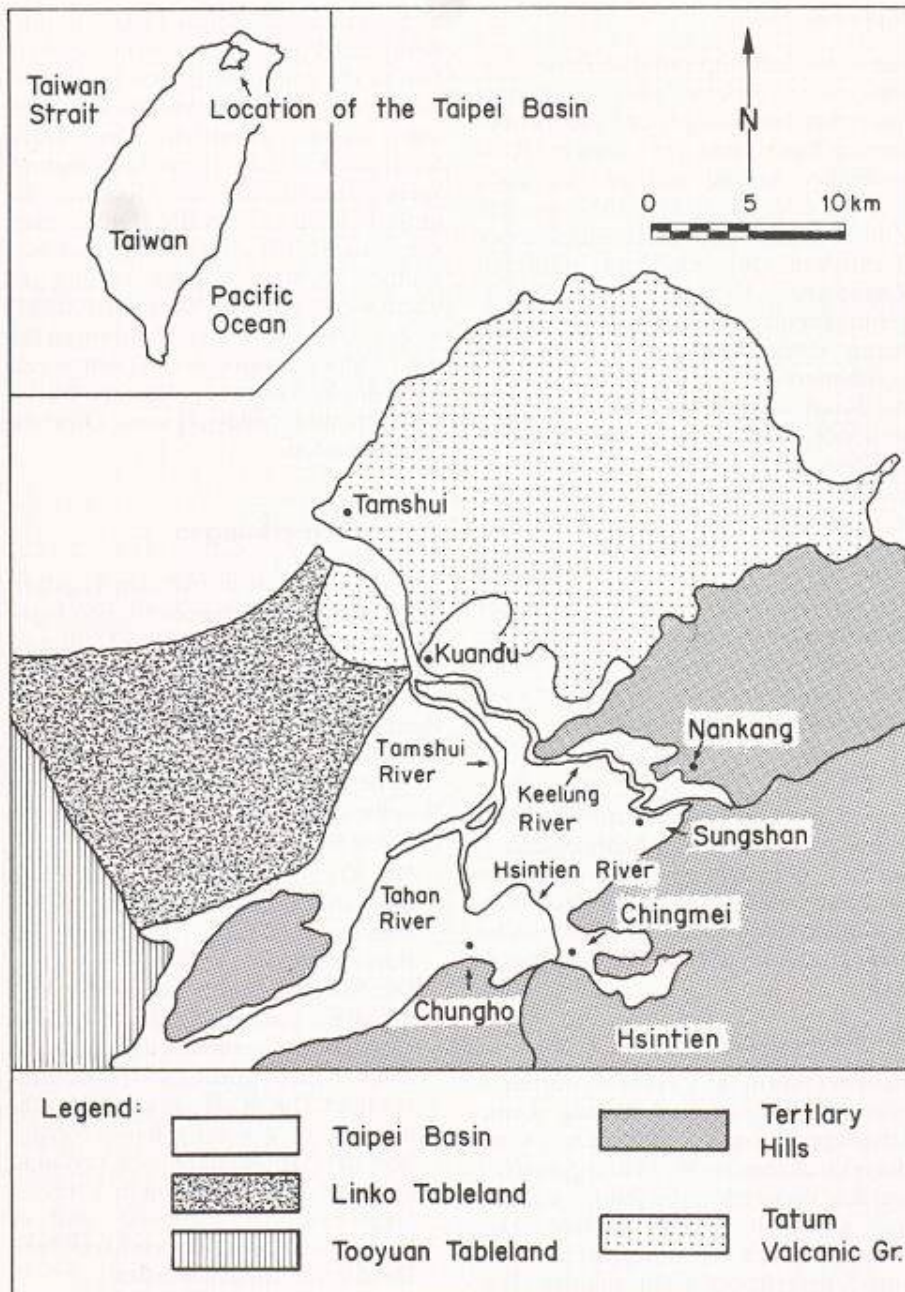 Taiwan
Strait
Location of the Taipei Basin
Taiwan
Pacific
Ocean
N
0 5 10 km
Tamshui
Kuandu
Nankang
Tamshui
River
Keelung
River
Sungshan
Hsintien River
Tahan
River
Chingmei
Chungho
Hsintien
Legend:
Taipei Basin
Linko Tableland
Tooyuan Tableland
Tertlary
Hills
Tatum
Valcanic Gr.